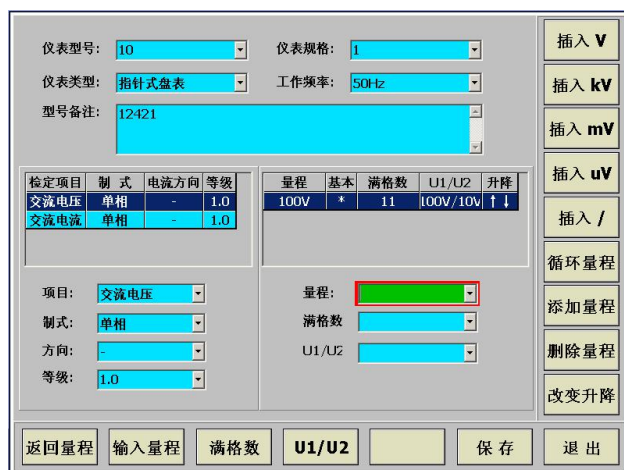 仪表型号: 10 仪表规格: 1 插入 V
仪表类型: 指针式盘表 工作频率: 50Hz 插入 kV
型号备注: 12421 插入 mV
插入 uV
检定项目 制 式 电流方向 等级 量程 基本 满格数 U1/U2 升降
交流电压 单相 - 1.0 100V * 11 100V/10V ↑↓ 插入 /
交流电流 单相 - 1.0
循环量程
项目: 交流电压 量程: 添加量程
制式: 单相 满格数
方向: - U1/U2 删除量程
等级: 1.0 改变升降
返回量程 输入量程 满格数 U1/U2 保 存 退 出